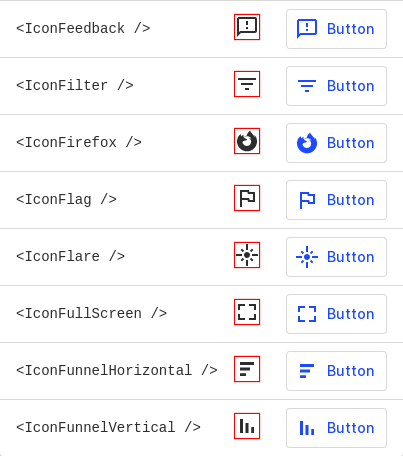 <IconFeedback /> Button
<IconFilter /> Button
<IconFirefox /> Button
<IconFlag /> Button
<IconFlare /> Button
<IconFullScreen /> Button
<IconFunnelHorizontal /> Button
<IconFunnelVertical /> Button